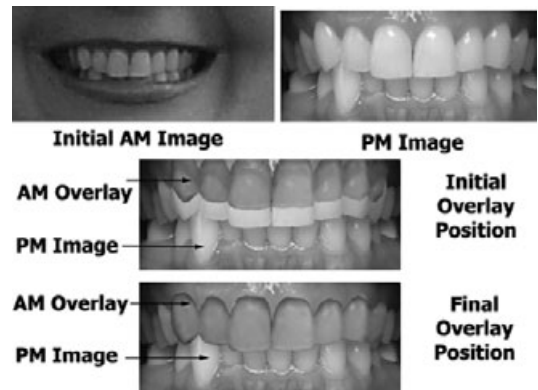 Initial AM Image
PM Image
AM Overlay
PM Image
Initial
Overlay
Position
AM Overlay
PM Image
Final
Overlay
Position